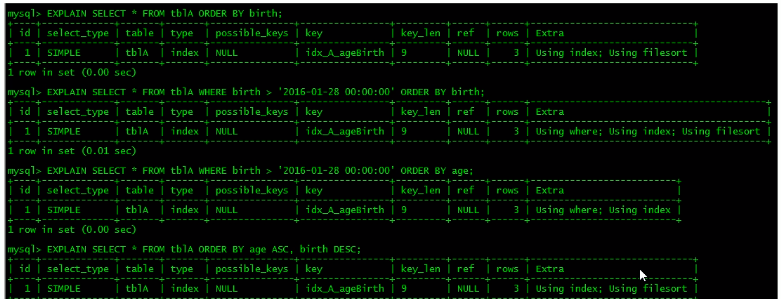 mysql> EXPLAIN SELECT * FROM tblA ORDER BY birth;
| id | select_type | table | type | possible_keys | key | key_len | ref | rows | Extra |
| 1 | SIMPLE | tblA | index | NULL | idx_A_ageBirth | 9 | NULL | 3 | Using index; Using filesort |
1 row in set (0.00 sec)
mysql> EXPLAIN SELECT * FROM tblA WHERE birth > '2016-01-28 00:00:00' ORDER BY birth;
| id | select_type | table | type | possible_keys | key | key_len | ref | rows | Extra |
| 1 | SIMPLE | tblA | index | NULL | idx_A_ageBirth | 9 | NULL | 3 | Using where; Using index; Using filesort |
1 row in set (0.01 sec)
mysql> EXPLAIN SELECT * FROM tblA WHERE birth > '2016-01-28 00:00:00' ORDER BY age;
| id | select_type | table | type | possible_keys | key | key_len | ref | rows | Extra |
| 1 | SIMPLE | tblA | index | NULL | idx_A_ageBirth | 9 | NULL | 3 | Using where; Using index |
1 row in set (0.00 sec)
mysql> EXPLAIN SELECT * FROM tblA ORDER BY age ASC, birth DESC;
| id | select_type | table | type | possible_keys | key | key_len | ref | rows | Extra |
| 1 | SIMPLE | tblA | index | NULL | idx_A_ageBirth | 9 | NULL | 3 | Using index; Using filesort |